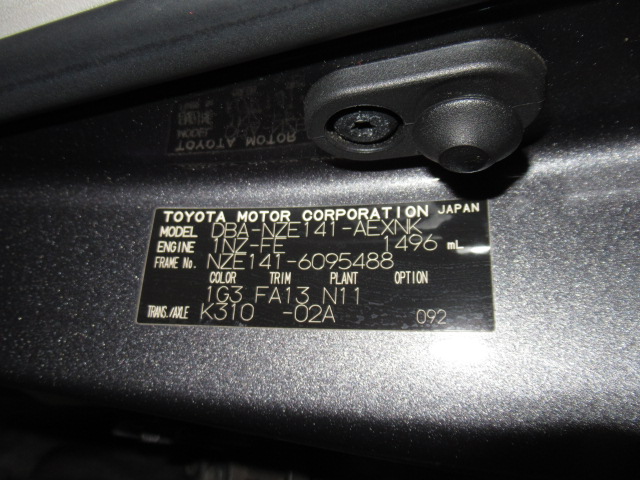 TOYOTA MOTOR CORPORATION JAPAN
MODEL DBA-NZE141-AEXNK
ENGINE 1NZ-FE 1496 mL
FRAME No. NZE141-6095488
COLOR TRIM PLANT OPTION
1G3 FA13 N11
TRANS./AXLE K310 -02A 092